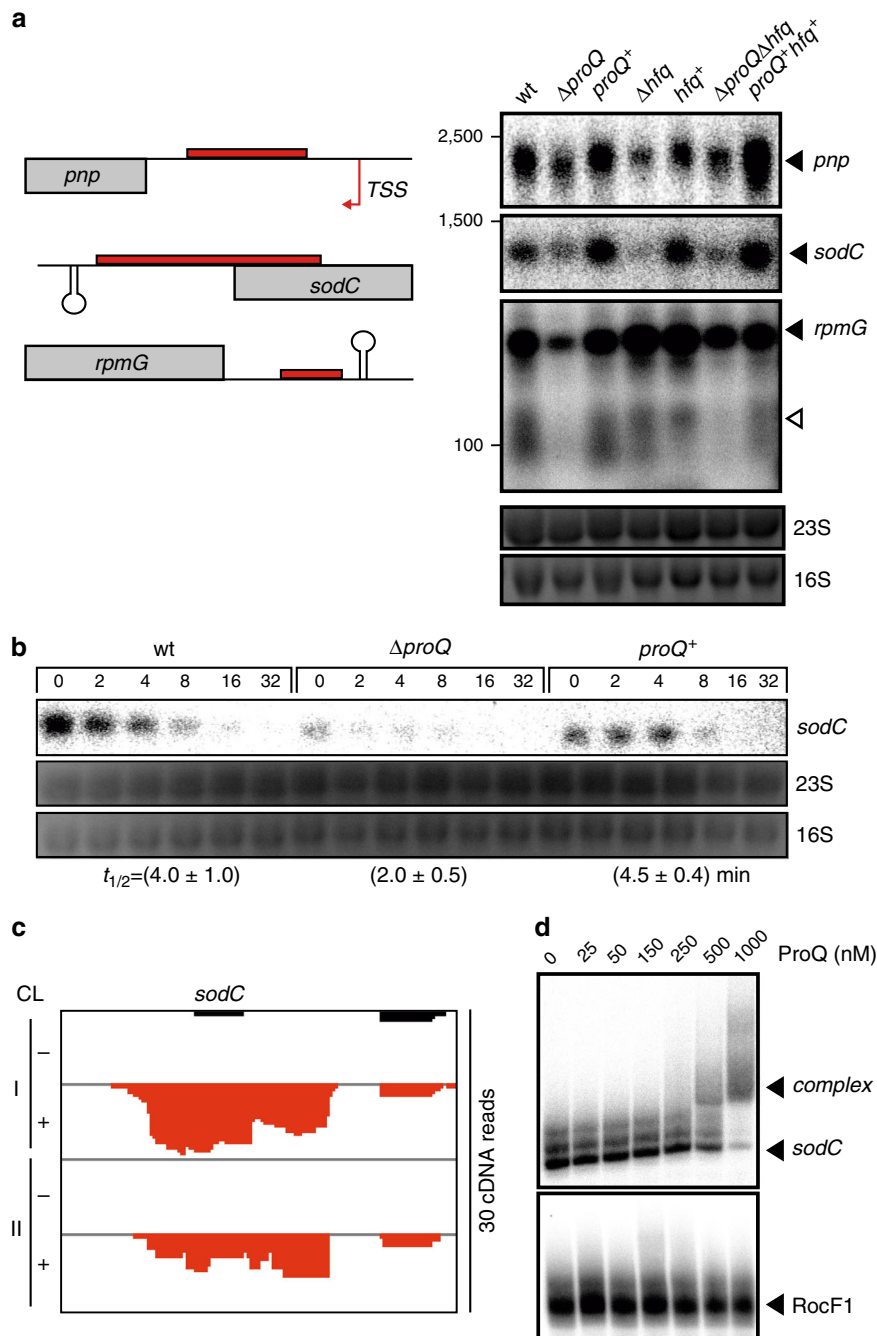 a
wt ΔproQ proQ+ Δhfq hfq+ ΔproQΔhfq proQ+hfq+
pnp
TSS
sodC
rpmG
2,500
pnp
1,500
sodC
rpmG
100
23S
16S
b
wt ΔproQ proQ+
0 2 4 8 16 32 0 2 4 8 16 32 0 2 4 8 16 32
sodC
23S
16S
t1/2=(4.0 ± 1.0) (2.0 ± 0.5) (4.5 ± 0.4) min
c
CL sodC
–
I
+
–
II
+
30 cDNA reads
d
0 25 50 150 250 500 1000 ProQ (nM)
complex
sodC
RocF1